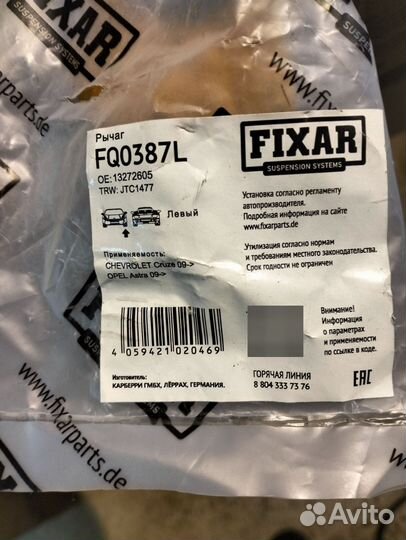 FIXAR
SUSPENSION SYSTEMS
www.fixarparts.de
Рычаг
FQ0387L
OE: 13272605
TRW: JTC1477
Левый
Применяемость:
CHEVROLET Cruze 09->
OPEL Astra 09->
4 059421 020469
Изготовитель:
КАРБЕРРИ ГМБХ, ЛЁРРАХ, ГЕРМАНИЯ.
FIXAR
SUSPENSION SYSTEMS
Установка согласно регламенту
автопроизводителя.
Подробная информация на сайте
www.fixarparts.de
Утилизация согласно нормам
и требованиям местного законодательства.
Срок годности не ограничен
Внимание!
Информация
о параметрах
и применяемости
по ссылке в коде.
ГОРЯЧАЯ ЛИНИЯ
8 804 333 73 76
EAC
www.fixarparts.de
Avito